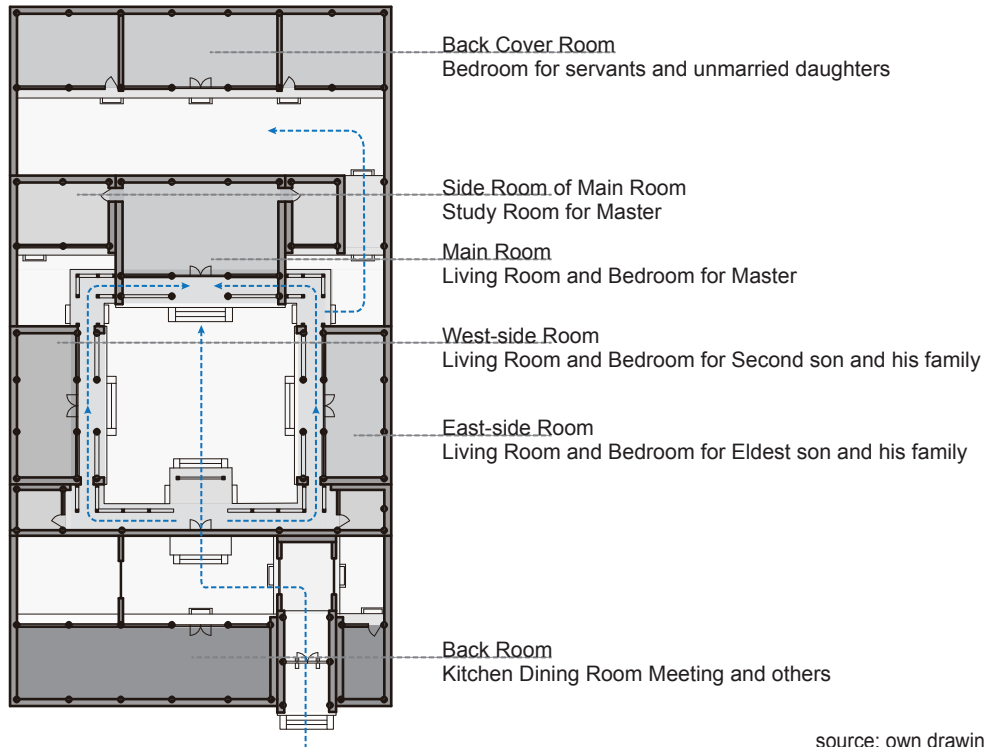 Back Cover Room
Bedroom for servants and unmarried daughters
Side Room of Main Room
Study Room for Master
Main Room
Living Room and Bedroom for Master
West-side Room
Living Room and Bedroom for Second son and his family
East-side Room
Living Room and Bedroom for Eldest son and his family
Back Room
Kitchen Dining Room Meeting and others
source: own drawin